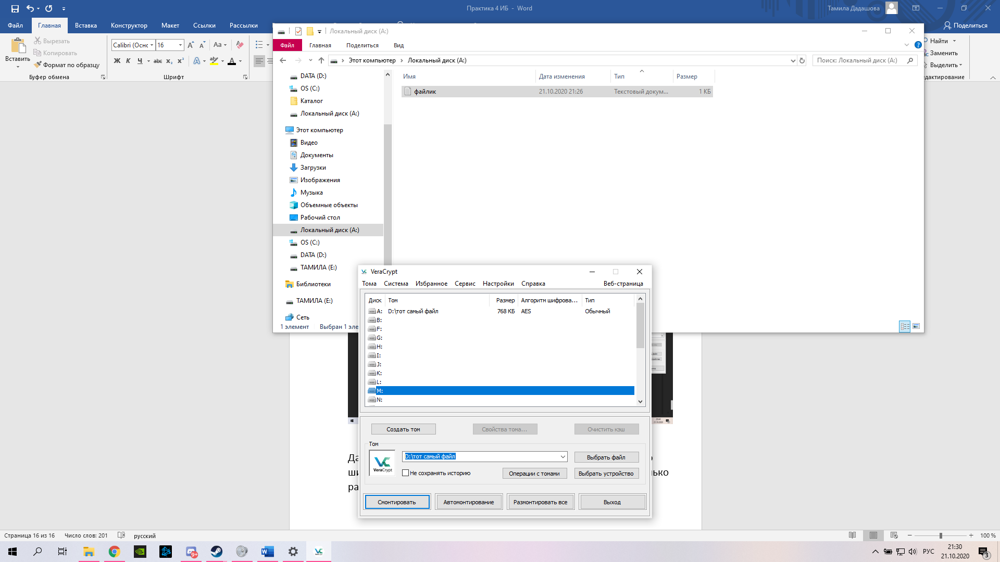 Практика 4 ИБ - Word
Тамила Дадашова
Файл
Главная
Вставка
Конструктор
Макет
Ссылки
Рассылки
Поделиться
Вставить
Вырезать
Копировать
Формат по образцу
Буфер обмена
Calibri (Оснс
16
Aa
Ж К Ч abc x₂ x²
Шрифт
Найти
Заменить
Выделить
дактирование
Локальный диск (A:)
Файл
Главная
Поделиться
Вид
Этот компьютер > Локальный диск (A:)
Поиск: Локальный диск (A:)
DATA (D:)
OS (C:)
Каталог
Локальный диск (A:)
Этот компьютер
Видео
Документы
Загрузки
Изображения
Музыка
Объемные объекты
Рабочий стол
Локальный диск (A:)
OS (C:)
DATA (D:)
ТАМИЛА (E:)
Библиотеки
ТАМИЛА (E:)
Сеть
Имя Дата изменения Тип Размер
файлик 21.10.2020 21:26 Текстовый докум... 1 КБ
1 элемент Выбран 1 эле
VeraCrypt
Тома Система Избранное Сервис Настройки Справка Веб-страница
Диск Том Размер Алгоритм шифрова... Тип
A: D:\тот самый файл 768 КБ AES Обычный
B:
F:
G:
H:
I:
J:
K:
L:
M:
N:
Создать том
Свойства тома...
Очистить кэш
Том
VeraCrypt
D:\тот самый файл
Выбрать файл
Не сохранять историю
Операции с томами
Выбрать устройство
Смонтировать
Автомонтирование
Размонтировать все
Выход
Да
ши
ько
ра
Страница 16 из 16 Число слов: 201 русский
100 %
9+
РУС
21:30
21.10.2020
3